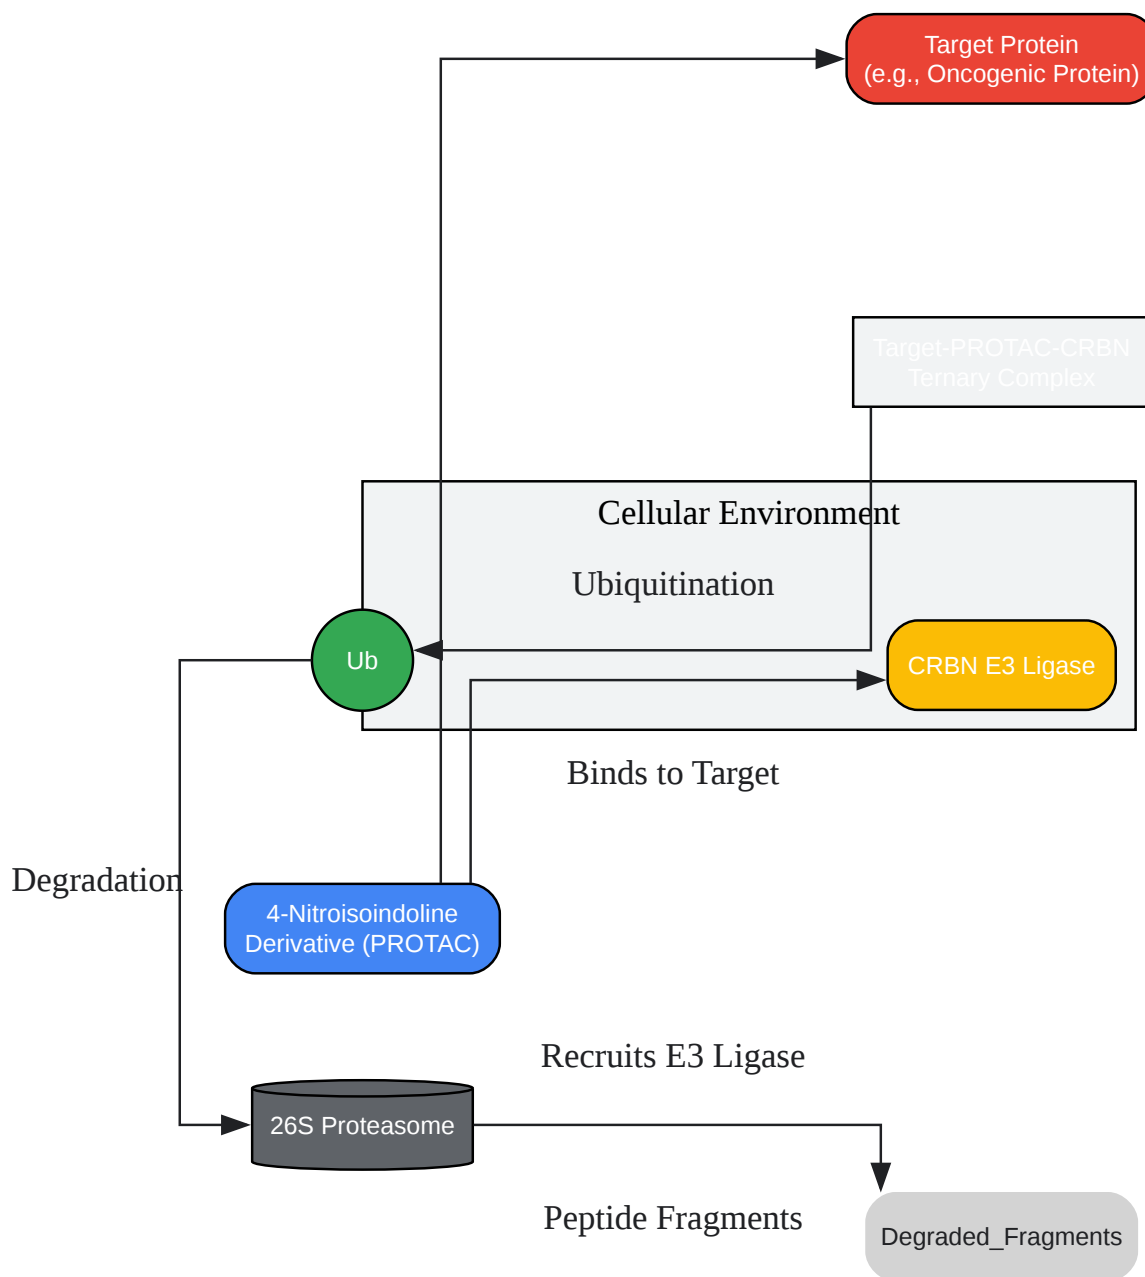 Target Protein
(e.g., Oncogenic Protein)
Target-PROTAC-CRBN
Ternary Complex
Cellular Environment
Ubiquitination
Ub
CRBN E3 Ligase
Binds to Target
Degradation
4-Nitroisoindoline
Derivative (PROTAC)
Recruits E3 Ligase
26S Proteasome
Peptide Fragments
Degraded_Fragments